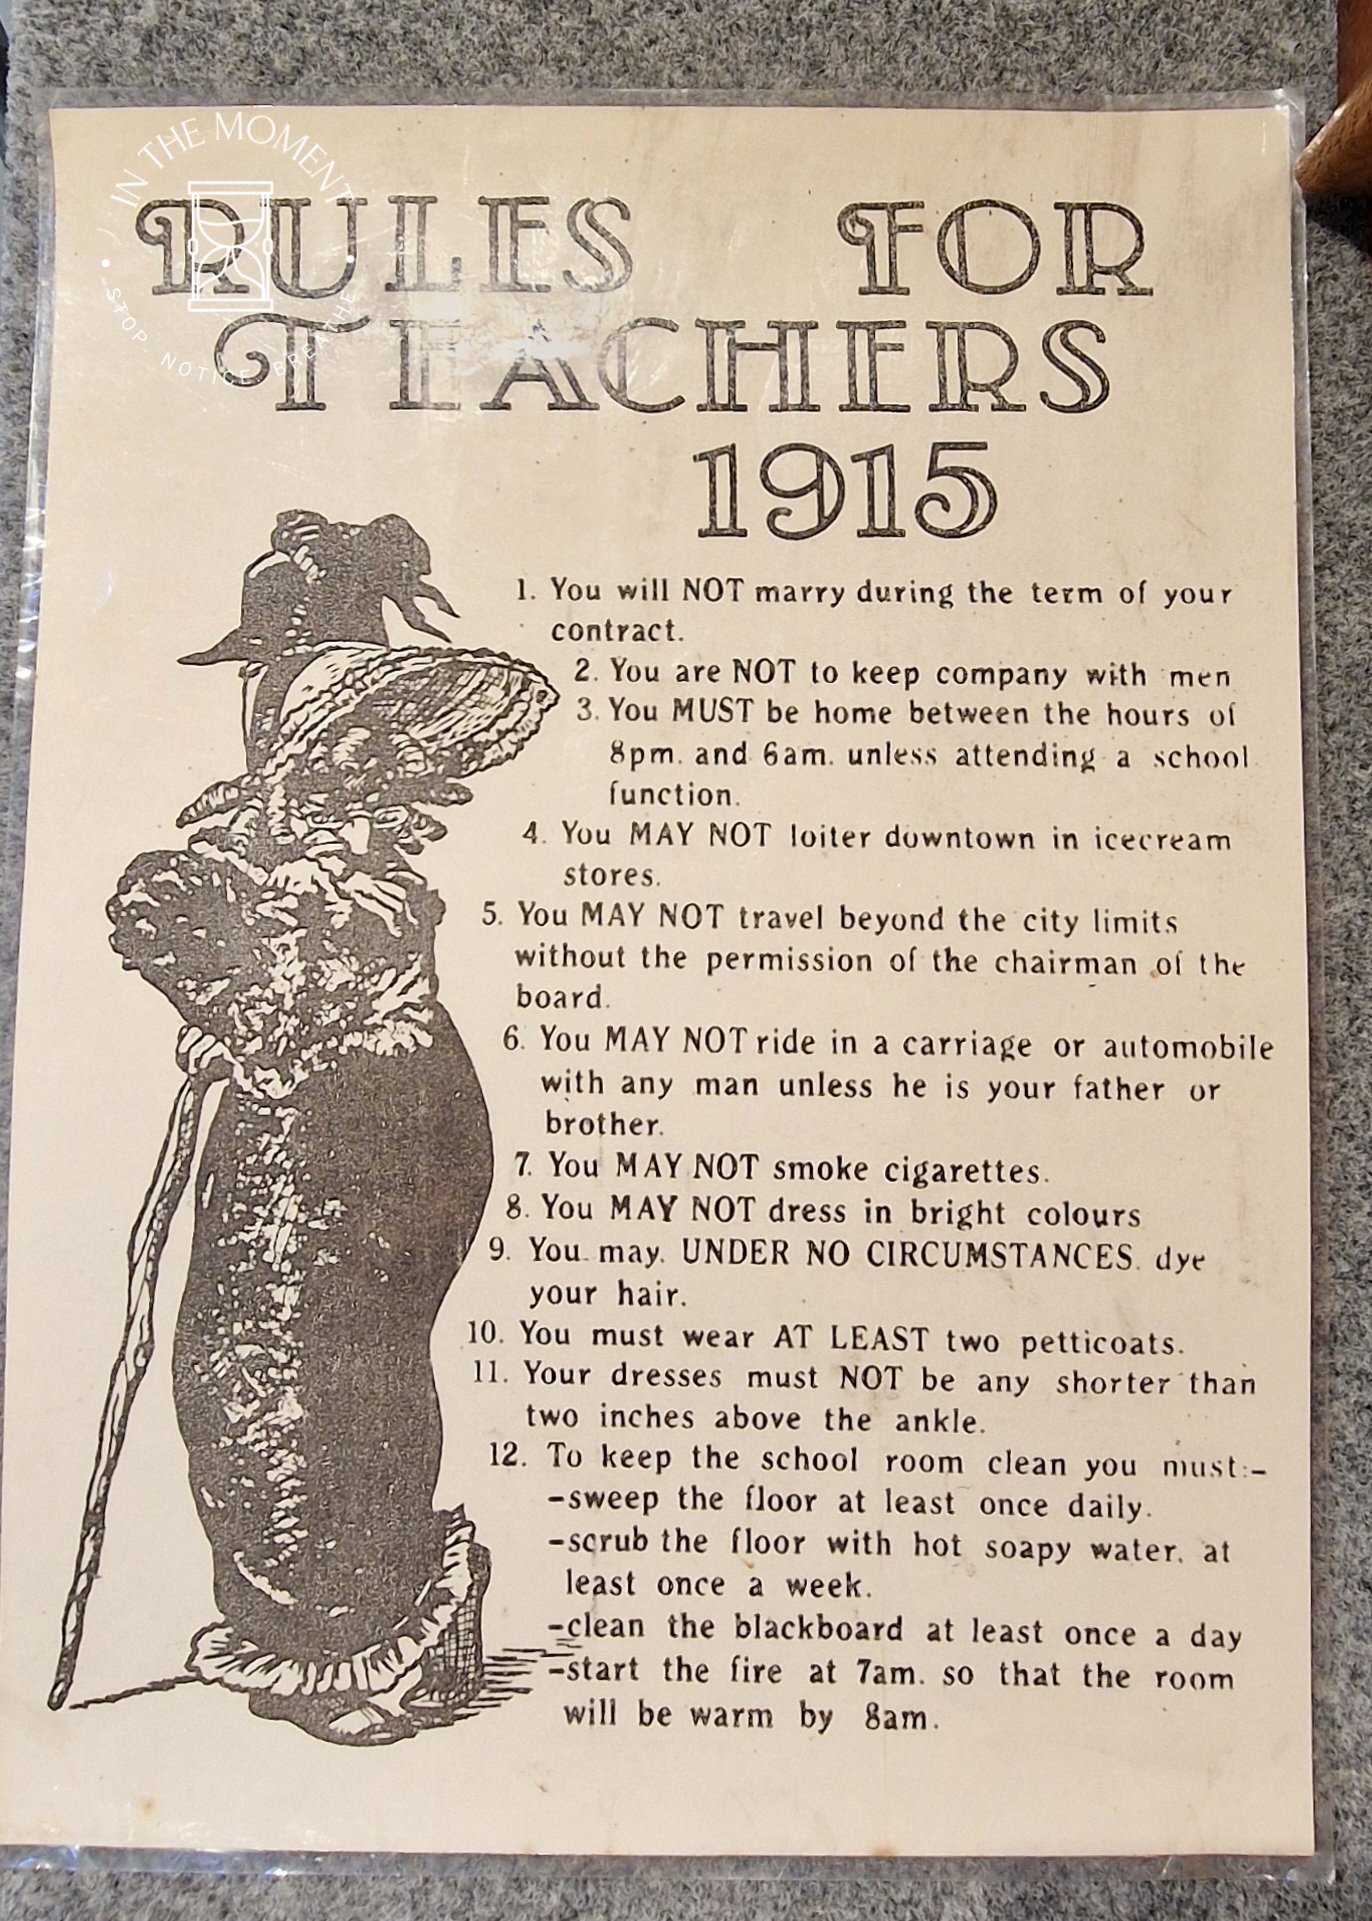 IN THE MOMENT
STOP. NOTICE. BREATHE
RULES FOR
TEACHERS
1915
1. You will NOT marry during the term of your
contract.
2. You are NOT to keep company with men
3. You MUST be home between the hours of
8pm. and 6am. unless attending a school
function.
4. You MAY NOT loiter downtown in icecream
stores.
5. You MAY NOT travel beyond the city limits
without the permission of the chairman of the
board.
6. You MAY NOT ride in a carriage or automobile
with any man unless he is your father or
brother.
7. You MAY NOT smoke cigarettes.
8. You MAY NOT dress in bright colours
9. You may. UNDER NO CIRCUMSTANCES. dye
your hair.
10. You must wear AT LEAST two petticoats.
11. Your dresses must NOT be any shorter than
two inches above the ankle.
12. To keep the school room clean you must:-
-sweep the floor at least once daily.
-scrub the floor with hot soapy water. at
least once a week.
-clean the blackboard at least once a day
-start the fire at 7am. so that the room
will be warm by 8am.